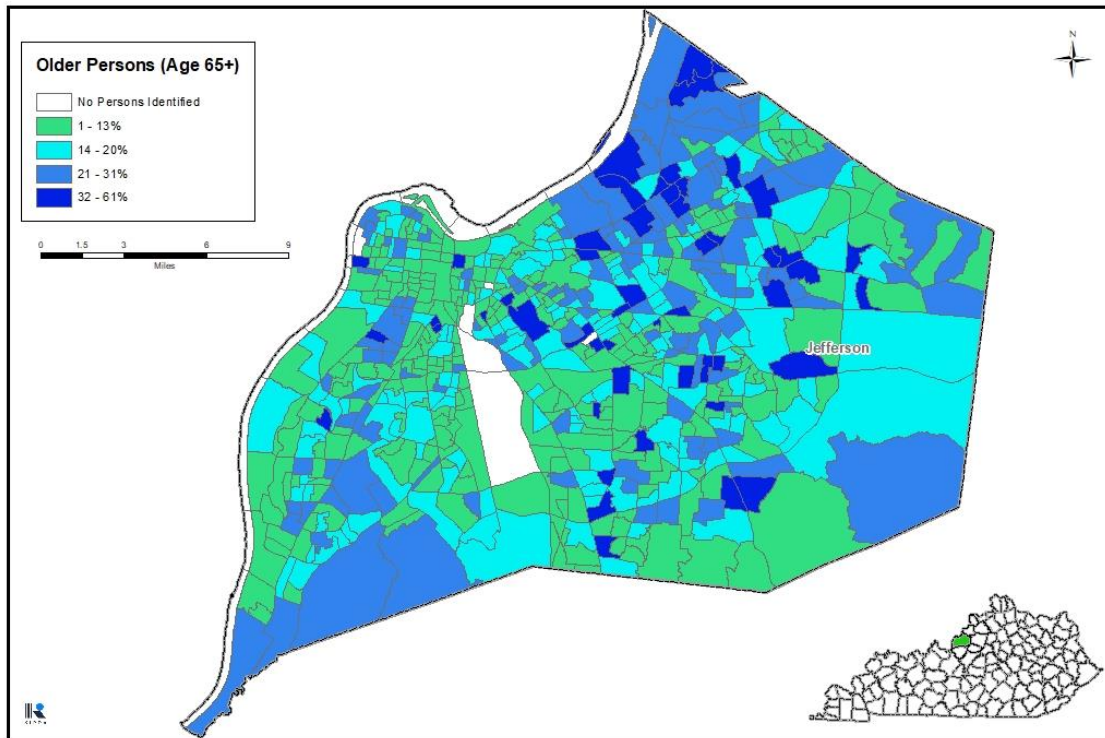 N
Older Persons (Age 65+)
No Persons Identified
1 - 13%
14 - 20%
21 - 31%
32 - 61%
0 1.5 3 6 9
Miles
Jefferson